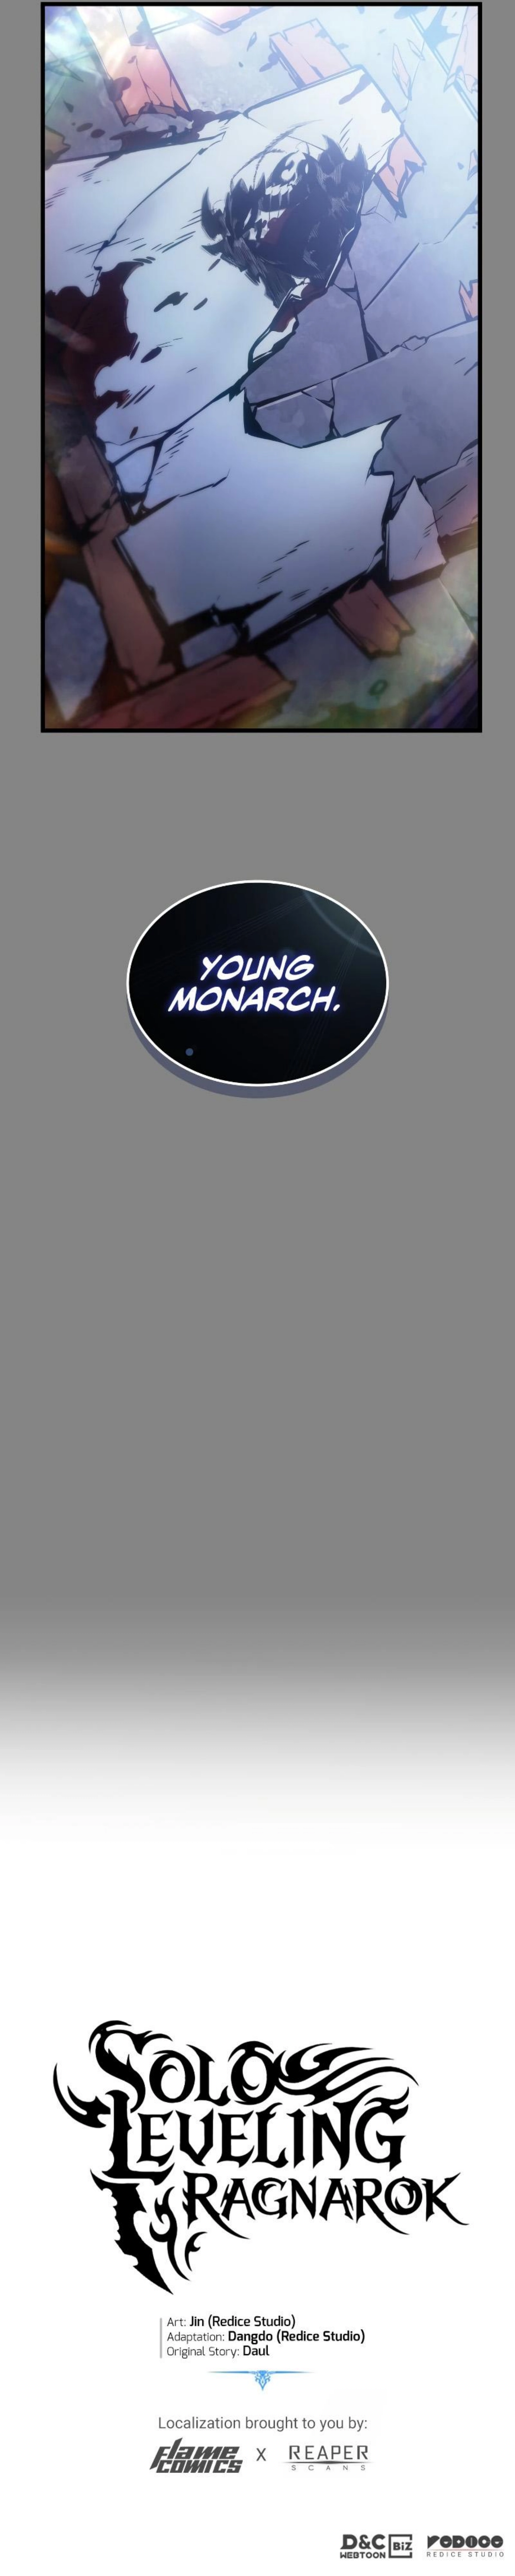 YOUNG
MONARCH.
SOLO
LEVELING
RAGNAROK
Art: Jin (Redice Studio)
Adaptation: Dangdo (Redice Studio)
Original Story: Daul
Localization brought to you by:
Flame COMICS X REAPER SCANS
D&C WEBTOON BiZ REDICE REDICE STUDIO